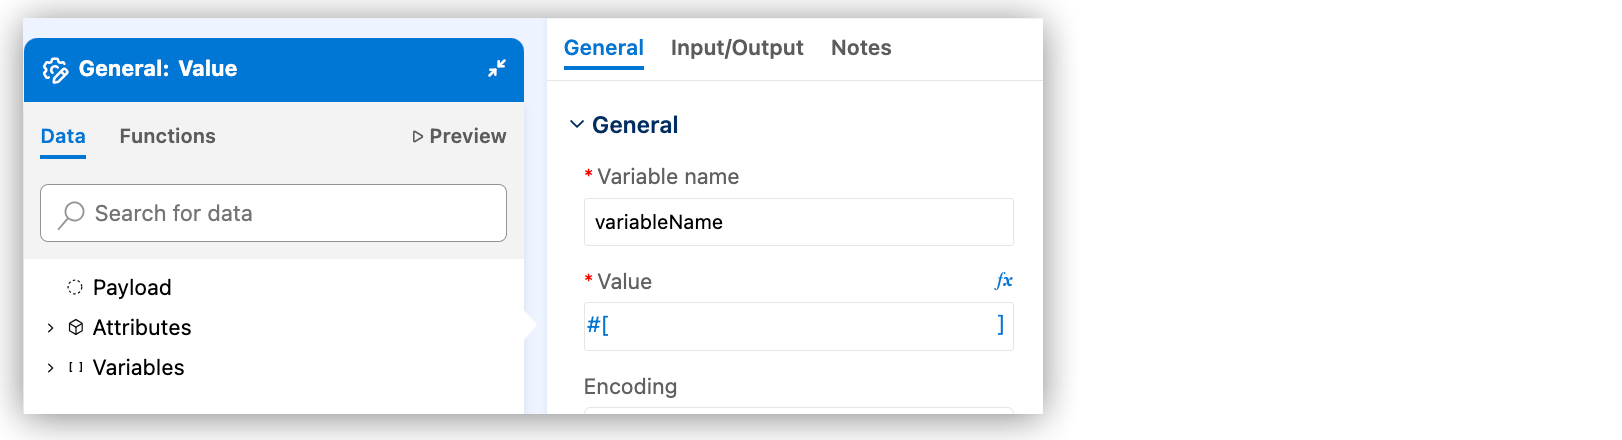 General: Value
Data Functions Preview
Search for data
Payload
Attributes
[ ] Variables
General Input/Output Notes
General
* Variable name
variableName
* Value fx
#[ ]
Encoding